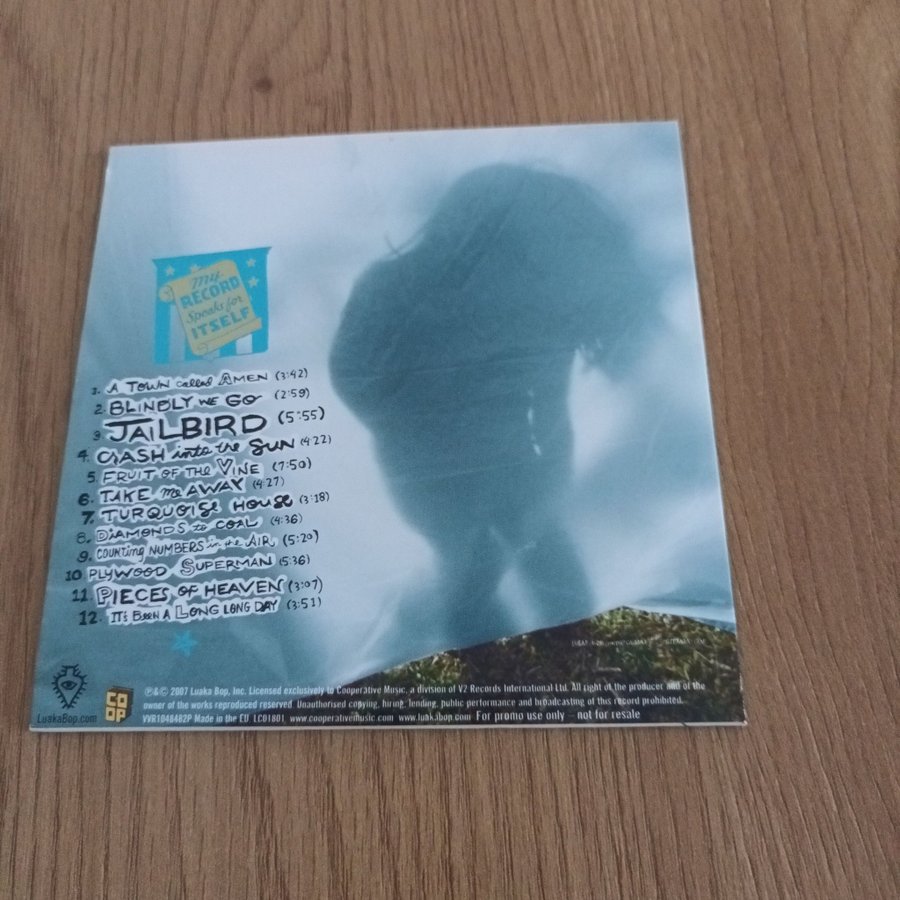 my
RECORD
Speaks for
ITSELF
1. A TOWN called AMEN (3:42)
2. BLINDLY WE GO (2:59)
3 JAILBIRD (5:55)
4. CRASH into the SUN (4:22)
5. FRUIT OF THE VINE (7:50)
6. TAKE me AWAY (4:27)
7. TURQUOISE HOUSE (3:18)
8. DIAMONDS to COAL (4:36)
9. COUNTING NUMBERS in the AIR (5:20)
10 PLYWOOD SUPERMAN (5:36)
11. PIECES OF HEAVEN (3:07)
12. IT's BEEN A LONG LONG DAY (3:51)
LuakaBop.com
CO
OP
℗&© 2007 Luaka Bop, Inc. Licensed exclusively to Cooperative Music, a division of V2 Records International Ltd. All right of the producer and of the
owner of the works reproduced reserved. Unauthorised copying, hiring, lending, public performance and broadcasting of this record prohibited.
VVR1048482P Made in the EU. LC01801 www.cooperativemusic.com www.luakabop.com For promo use only – not for resale